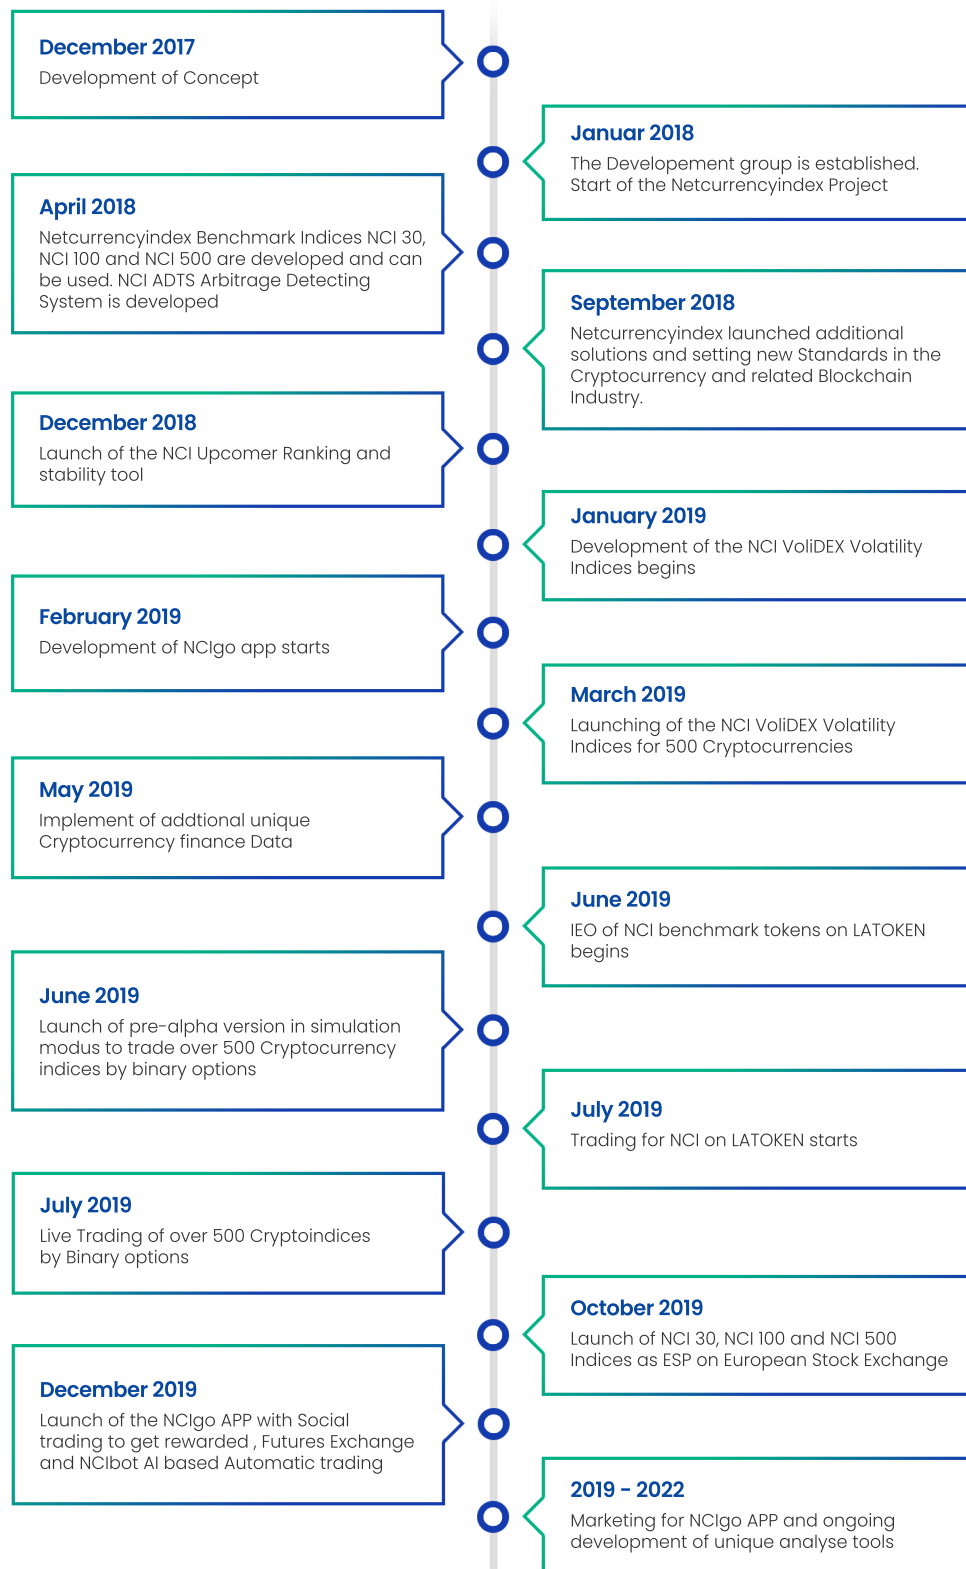 December 2017
Development of Concept
Januar 2018
The Developement group is established.
Start of the Netcurrencyindex Project
April 2018
Netcurrencyindex Benchmark Indices NCI 30,
NCI 100 and NCI 500 are developed and can
be used. NCI ADTS Arbitrage Detecting
System is developed
September 2018
Netcurrencyindex launched additional
solutions and setting new Standards in the
Cryptocurrency and related Blockchain
Industry.
December 2018
Launch of the NCI Upcomer Ranking and
stability tool
January 2019
Development of the NCI VoliDEX Volatility
Indices begins
February 2019
Development of NCIgo app starts
March 2019
Launching of the NCI VoliDEX Volatility
Indices for 500 Cryptocurrencies
May 2019
Implement of addtional unique
Cryptocurrency finance Data
June 2019
IEO of NCI benchmark tokens on LATOKEN
begins
June 2019
Launch of pre-alpha version in simulation
modus to trade over 500 Cryptocurrency
indices by binary options
July 2019
Trading for NCI on LATOKEN starts
July 2019
Live Trading of over 500 Cryptoindices
by Binary options
October 2019
Launch of NCI 30, NCI 100 and NCI 500
Indices as ESP on European Stock Exchange
December 2019
Launch of the NCIgo APP with Social
trading to get rewarded , Futures Exchange
and NCIbot AI based Automatic trading
2019 - 2022
Marketing for NCIgo APP and ongoing
development of unique analyse tools